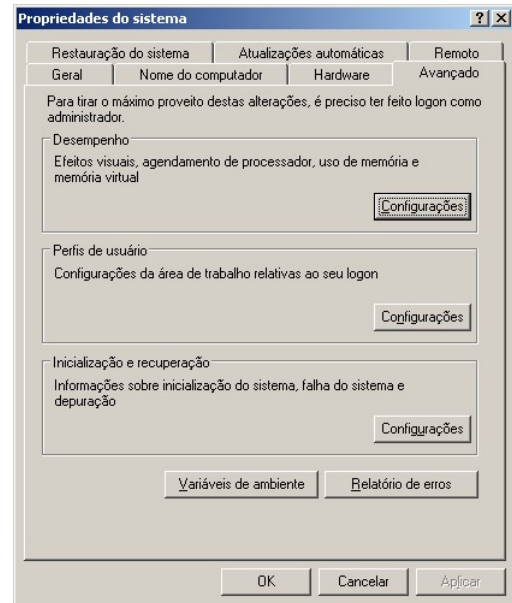 Propriedades do sistema
Restauração do sistema
Atualizações automáticas
Remoto
Geral
Nome do computador
Hardware
Avançado
Para tirar o máximo proveito destas alterações, é preciso ter feito logon como
administrador.
Desempenho
Efeitos visuais, agendamento de processador, uso de memória e
memória virtual
Configurações
Perfis de usuário
Configurações da área de trabalho relativas ao seu logon
Configurações
Inicialização e recuperação
Informações sobre inicialização do sistema, falha do sistema e
depuração
Configurações
Variáveis de ambiente
Relatório de erros
OK
Cancelar
Aplicar